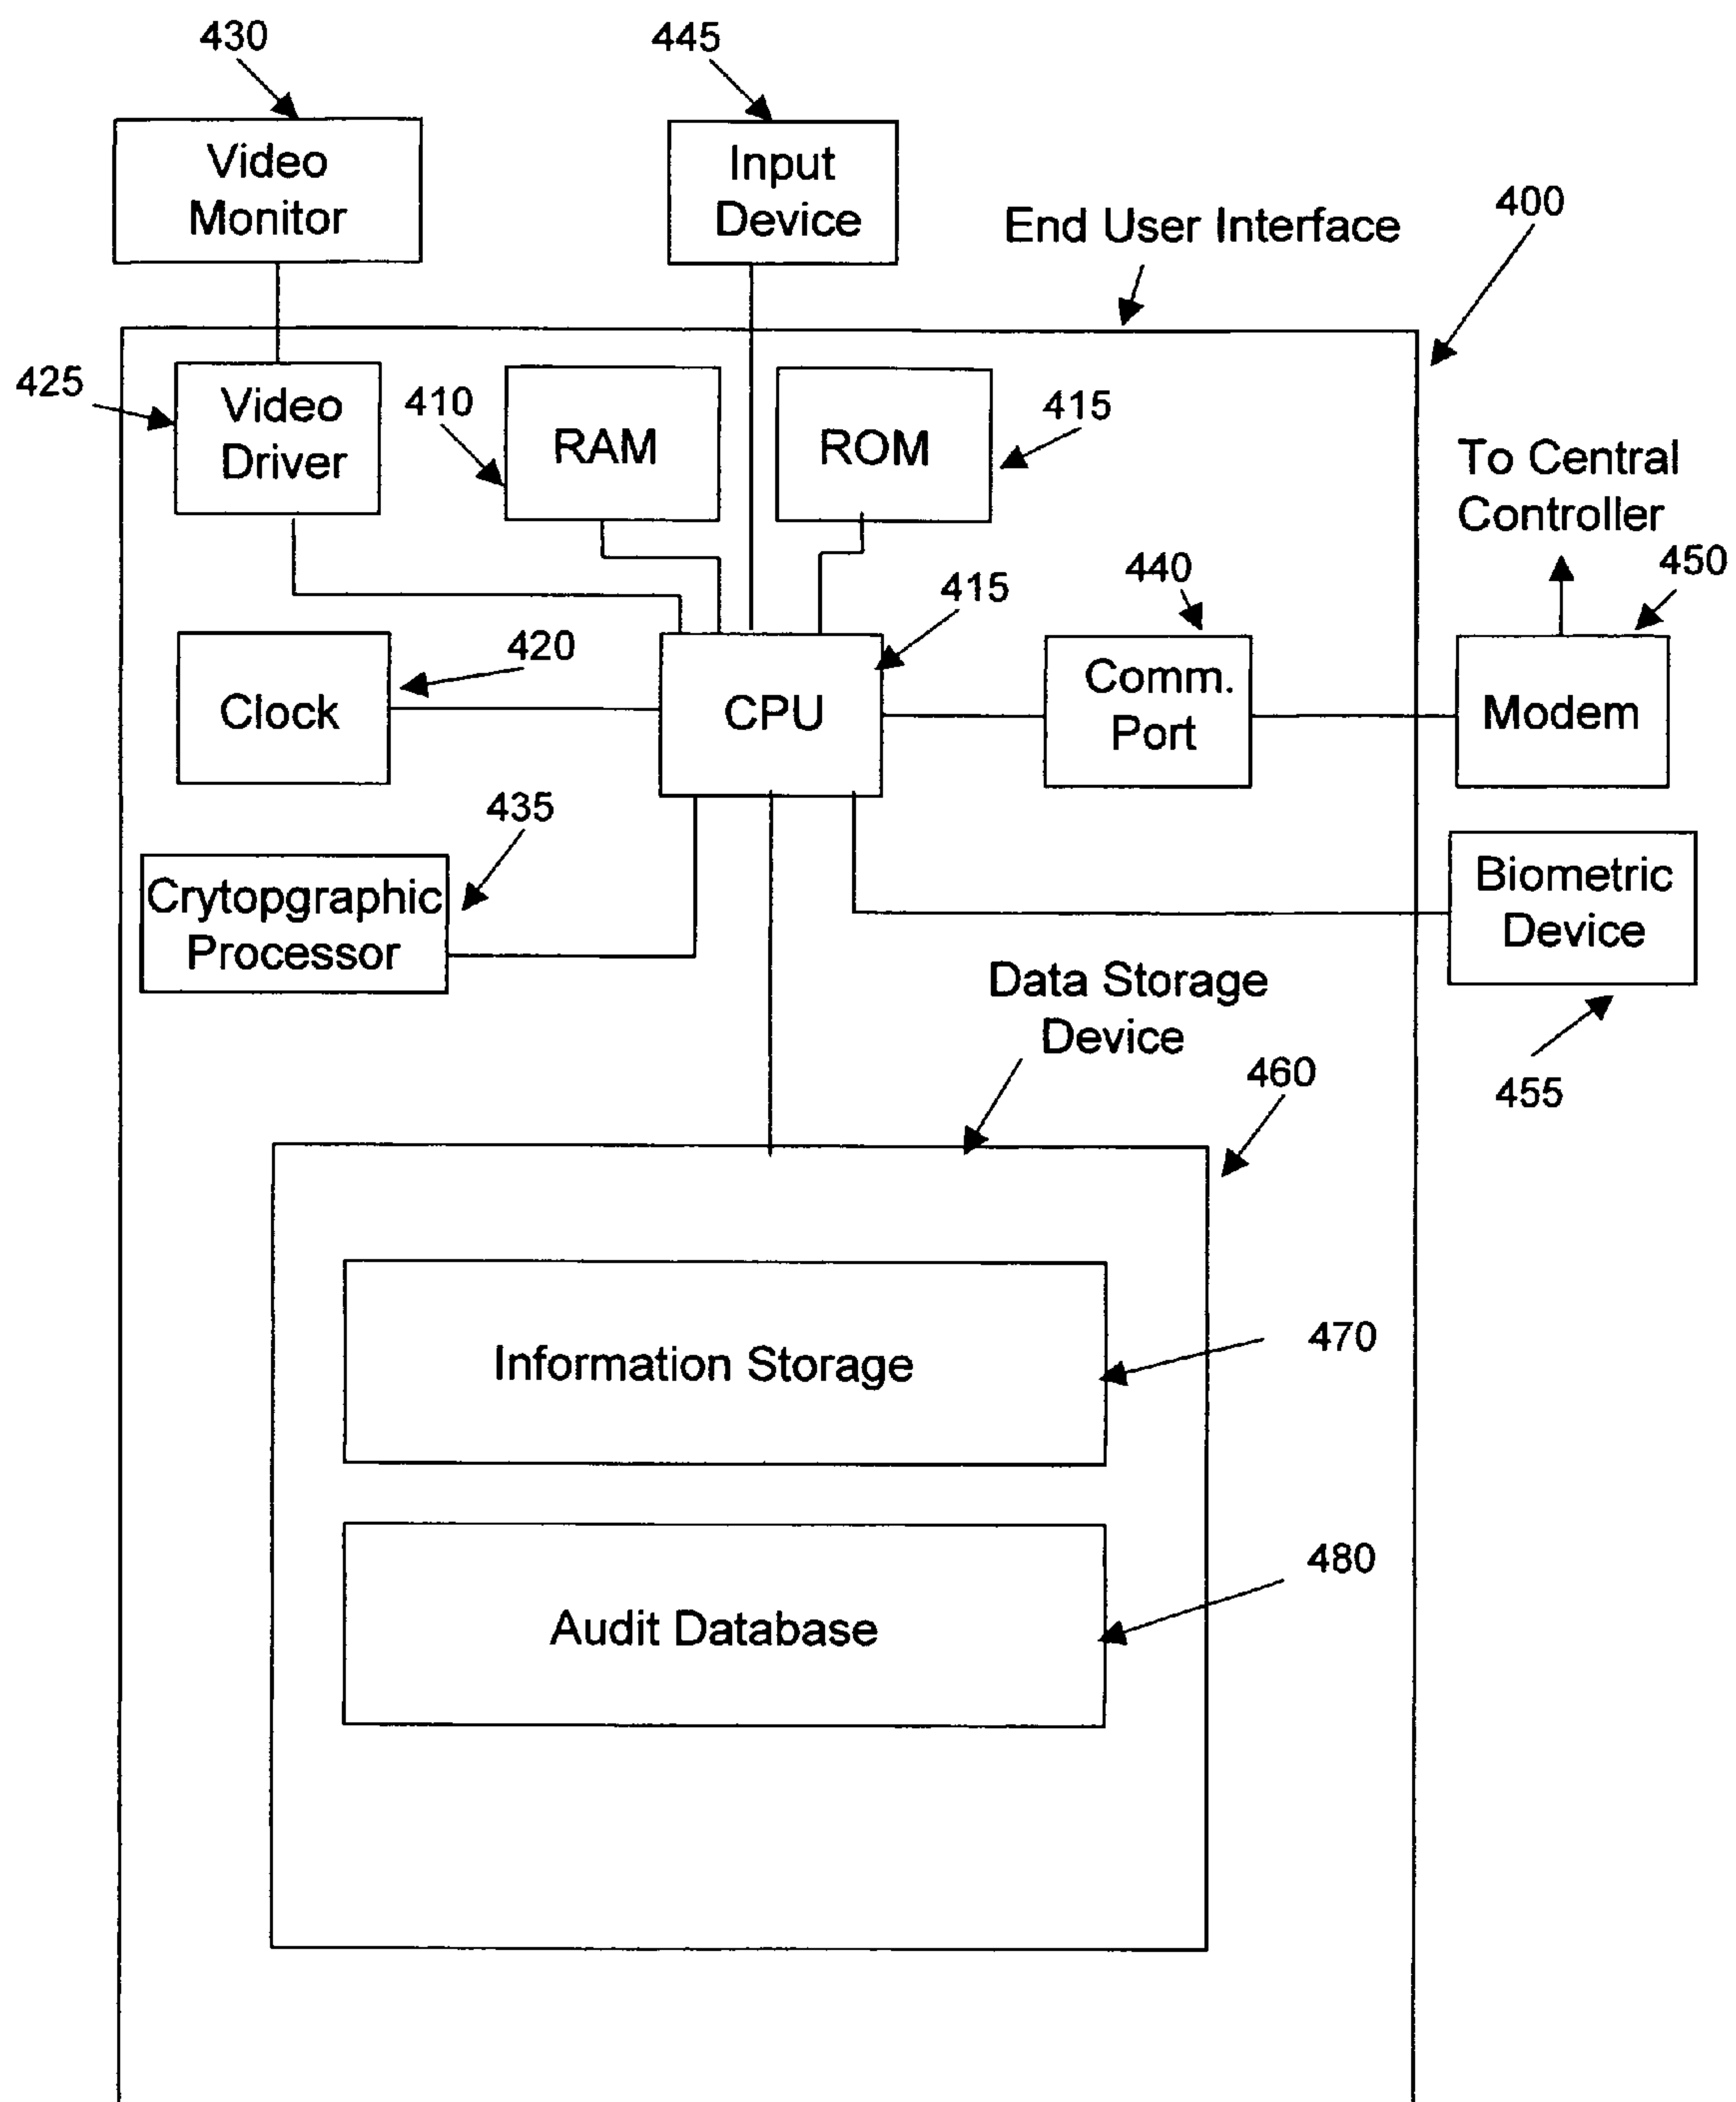 430
445
Video
Monitor
Input
Device
End User Interface
400
425
Video
Driver
410
RAM
ROM
415
To Central
Controller
440
450
415
420
Clock
CPU
Comm.
Port
Modem
435
Crytopgraphic
Processor
Biometric
Device
Data Storage
Device
460
455
Information Storage
470
Audit Database
480